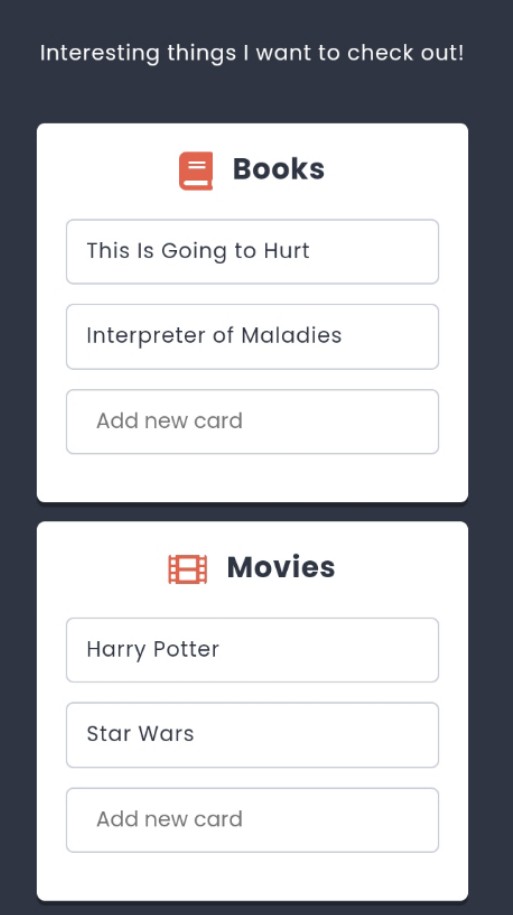 Interesting things I want to check out!
Books
This Is Going to Hurt
Interpreter of Maladies
Add new card
Movies
Harry Potter
Star Wars
Add new card